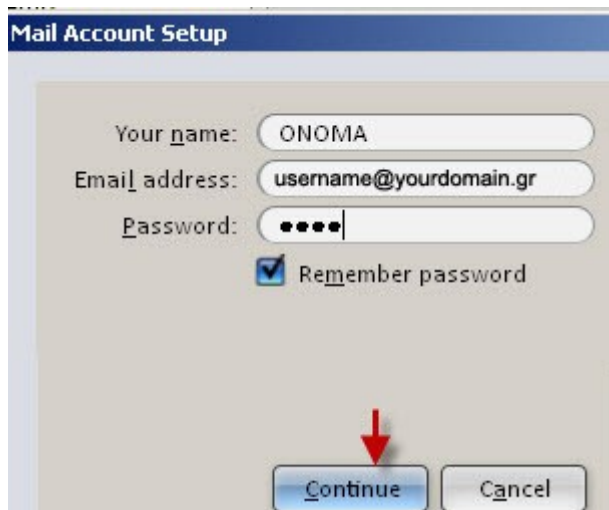 Mail Account Setup
Your name: ONOMA
Email address: username@yourdomain.gr
Password: ••••
Remember password
Continue Cancel